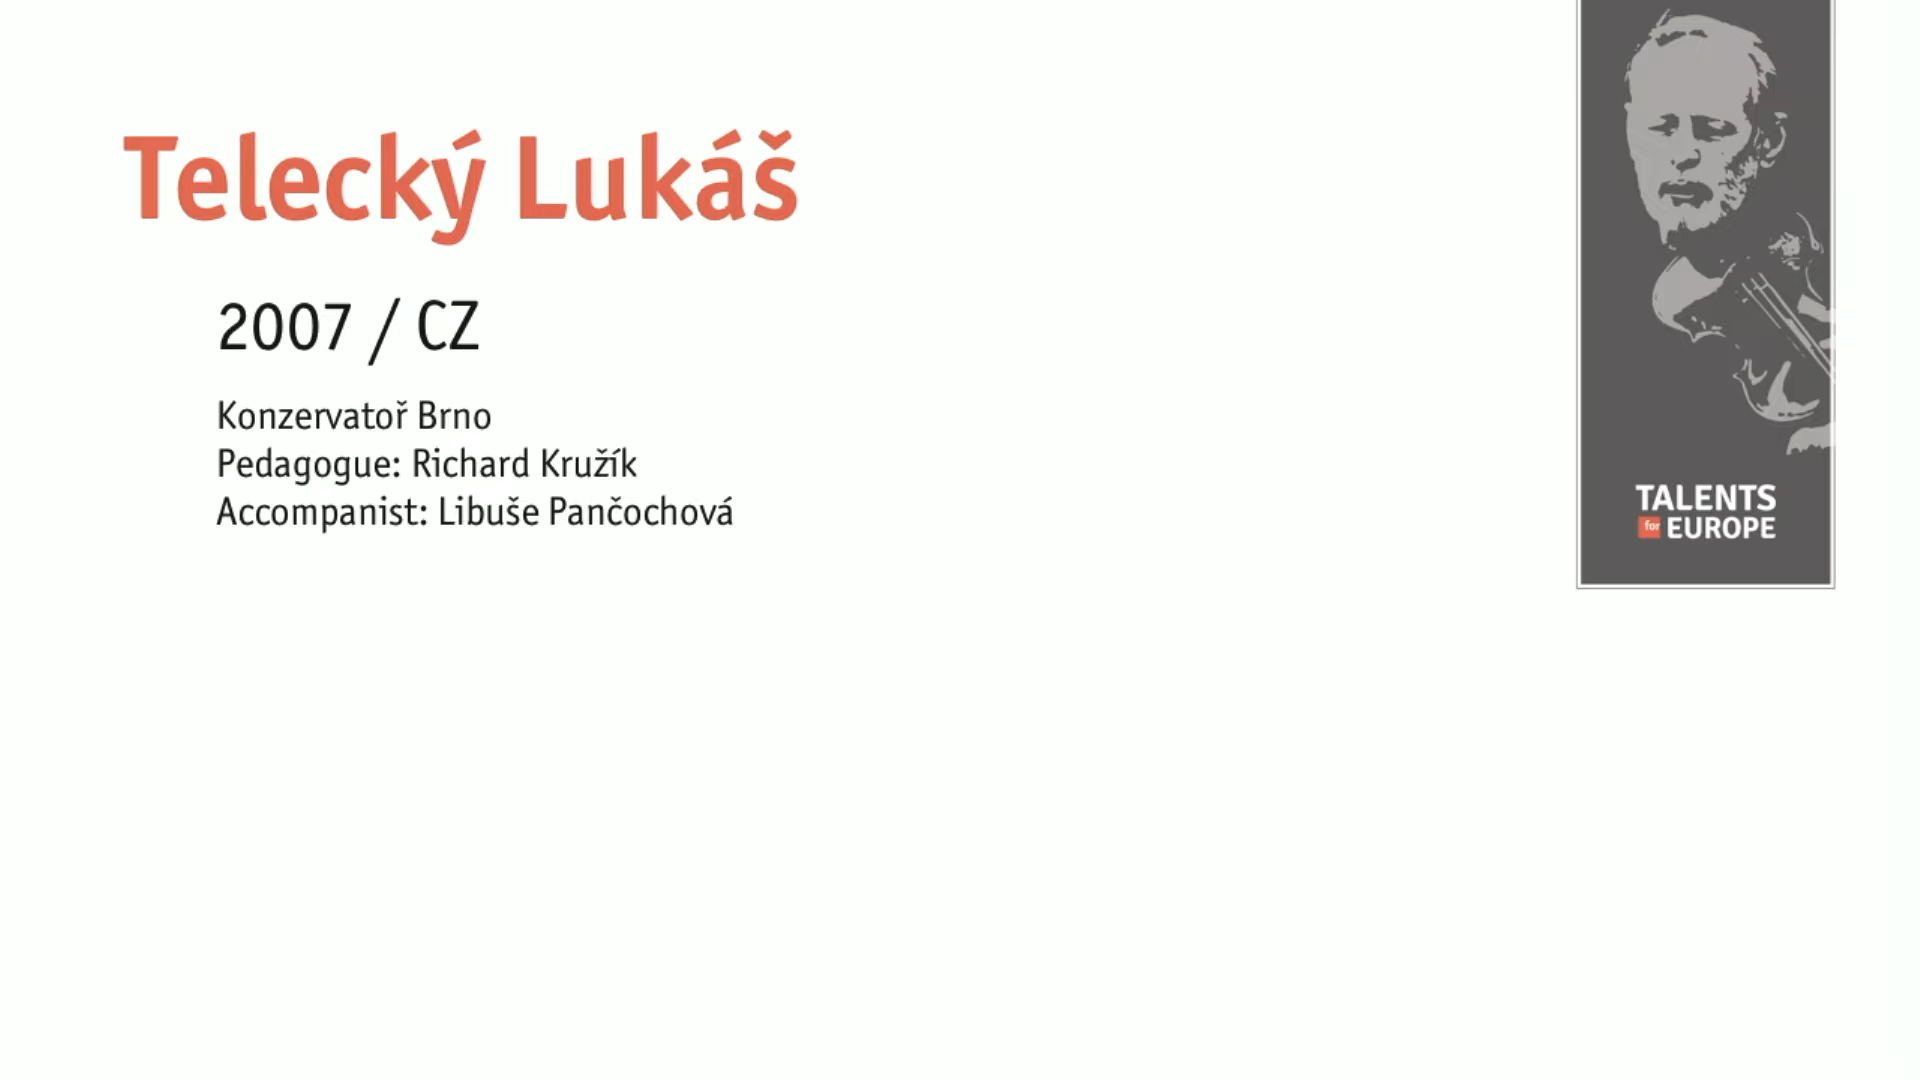 Telecký Lukáš
2007 / CZ
Konzervatoř Brno
Pedagogue: Richard Kružík
Accompanist: Libuše Pančochová
TALENTS
for EUROPE